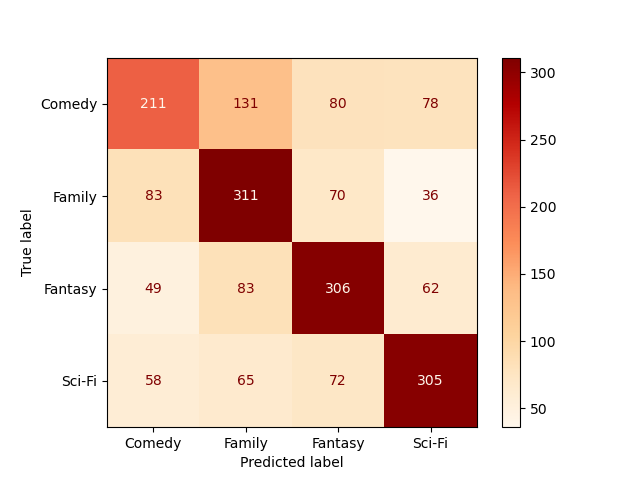 Comedy 211 131 80 78
Family 83 311 70 36
Fantasy 49 83 306 62
Sci-Fi 58 65 72 305
Comedy Family Fantasy Sci-Fi
Predicted label
True label
300
250
200
150
100
50